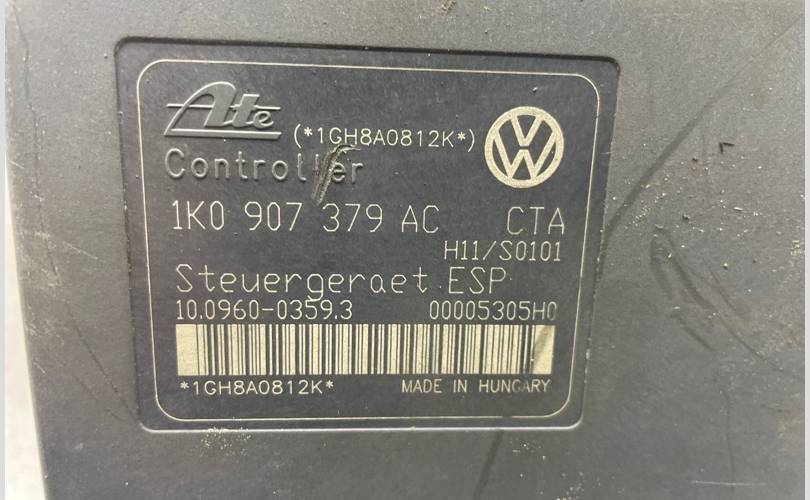 Ate
(*1GH8A0812K*)
Controller
1K0 907 379 AC CTA
H11/S0101
Steuergeraet ESP
10.0960-0359.3 00005305H0
*1GH8A0812K* MADE IN HUNGARY